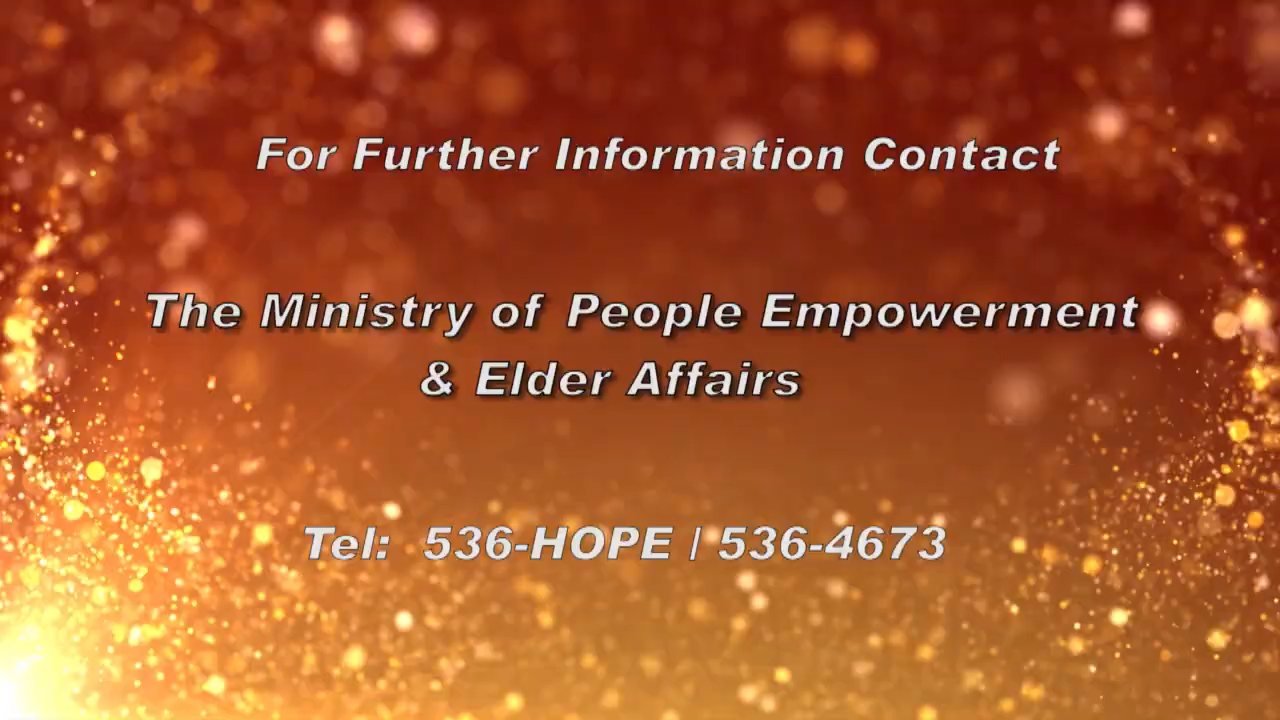 For Further Information Contact
The Ministry of People Empowerment
& Elder Affairs
Tel: 536-HOPE / 536-4673